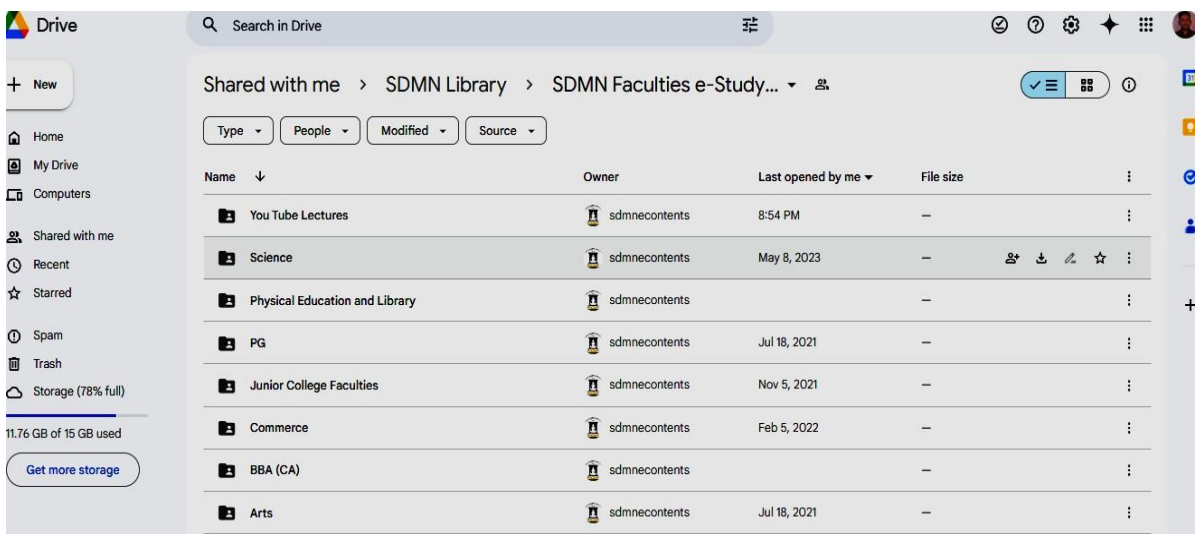 Drive
Search in Drive
New
Home
My Drive
Computers
Shared with me
Recent
Starred
Spam
Trash
Storage (78% full)
11.76 GB of 15 GB used
Get more storage
Shared with me > SDMN Library > SDMN Faculties e-Study...
Type People Modified Source
Name Owner Last opened by me File size
You Tube Lectures sdmnecontents 8:54 PM –
Science sdmnecontents May 8, 2023 –
Physical Education and Library sdmnecontents –
PG sdmnecontents Jul 18, 2021 –
Junior College Faculties sdmnecontents Nov 5, 2021 –
Commerce sdmnecontents Feb 5, 2022 –
BBA (CA) sdmnecontents –
Arts sdmnecontents Jul 18, 2021 –
31